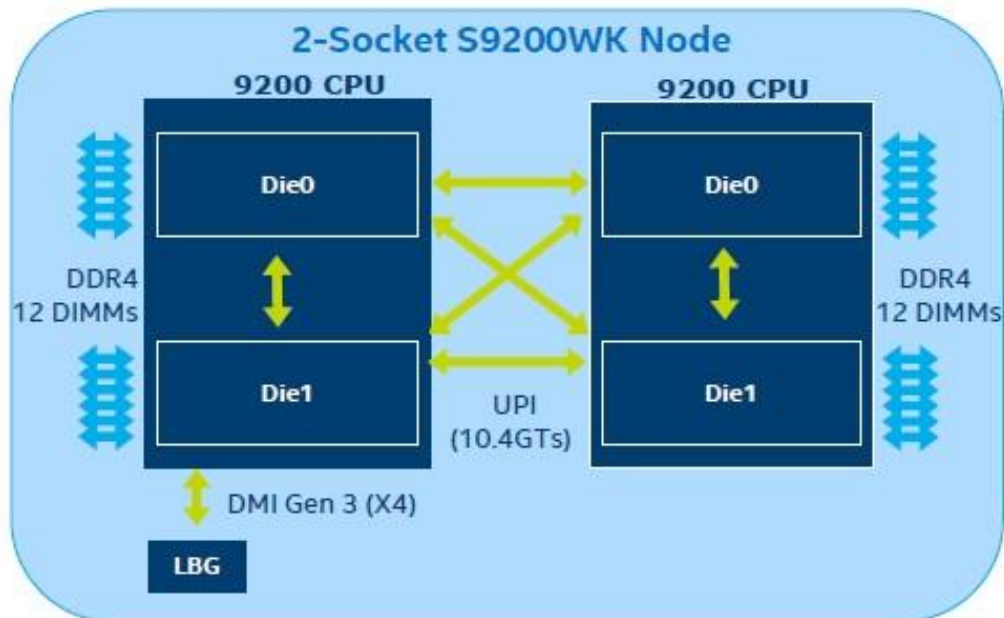 2-Socket S9200WK Node
9200 CPU
9200 CPU
Die0
Die0
DDR4
12 DIMMs
DDR4
12 DIMMs
Die1
Die1
UPI
(10.4GTs)
DMI Gen 3 (X4)
LBG